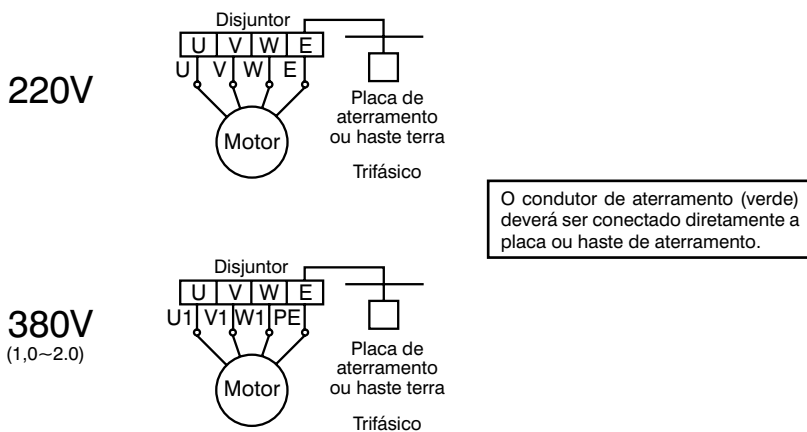 Disjuntor
U V W E
U V W E
220V
Motor
Placa de
aterramento
ou haste terra
Trifásico
O condutor de aterramento (verde)
deverá ser conectado diretamente a
placa ou haste de aterramento.
Disjuntor
U V W E
U1 V1 W1 PE
380V
(1,0~2.0)
Motor
Placa de
aterramento
ou haste terra
Trifásico